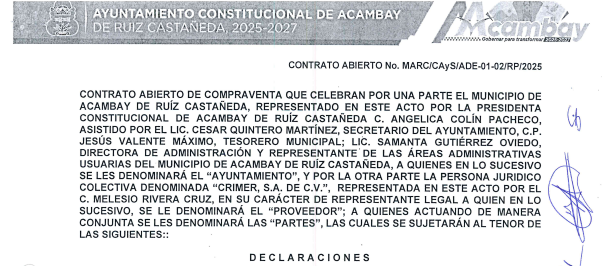 AYUNTAMIENTO CONSTITUCIONAL DE ACAMBAY
DE RUÍZ CASTAÑEDA, 2025-2027
Acambay
Gobernar para transformar 2025-2027
CONTRATO ABIERTO No. MARC/CAyS/ADE-01-02/RP/2025
CONTRATO ABIERTO DE COMPRAVENTA QUE CELEBRAN POR UNA PARTE EL MUNICIPIO DE
ACAMBAY DE RUÍZ CASTAÑEDA, REPRESENTADO EN ESTE ACTO POR LA PRESIDENTA
CONSTITUCIONAL DE ACAMBAY DE RUÍZ CASTAÑEDA C. ANGELICA COLÍN PACHECO,
ASISTIDO POR EL LIC. CESAR QUINTERO MARTÍNEZ, SECRETARIO DEL AYUNTAMIENTO, C.P.
JESÚS VALENTE MÁXIMO, TESORERO MUNICIPAL; LIC. SAMANTA GUTIÉRREZ OVIEDO,
DIRECTORA DE ADMINISTRACIÓN Y REPRESENTANTE DE LAS ÁREAS ADMINISTRATIVAS
USUARIAS DEL MUNICIPIO DE ACAMBAY DE RUÍZ CASTAÑEDA, A QUIENES EN LO SUCESIVO
SE LES DENOMINARÁ EL “AYUNTAMIENTO”, Y POR LA OTRA PARTE LA PERSONA JURIDICO
COLECTIVA DENOMINADA “CRIMER, S.A. DE C.V.”, REPRESENTADA EN ESTE ACTO POR EL
C. MELESIO RIVERA CRUZ, EN SU CARÁCTER DE REPRESENTANTE LEGAL A QUIEN EN LO
SUCESIVO, SE LE DENOMINARÁ EL “PROVEEDOR”; A QUIENES ACTUANDO DE MANERA
CONJUNTA SE LES DENOMINARÁ LAS “PARTES”, LAS CUALES SE SUJETARÁN AL TENOR DE
LAS SIGUIENTES::
DECLARACIONES